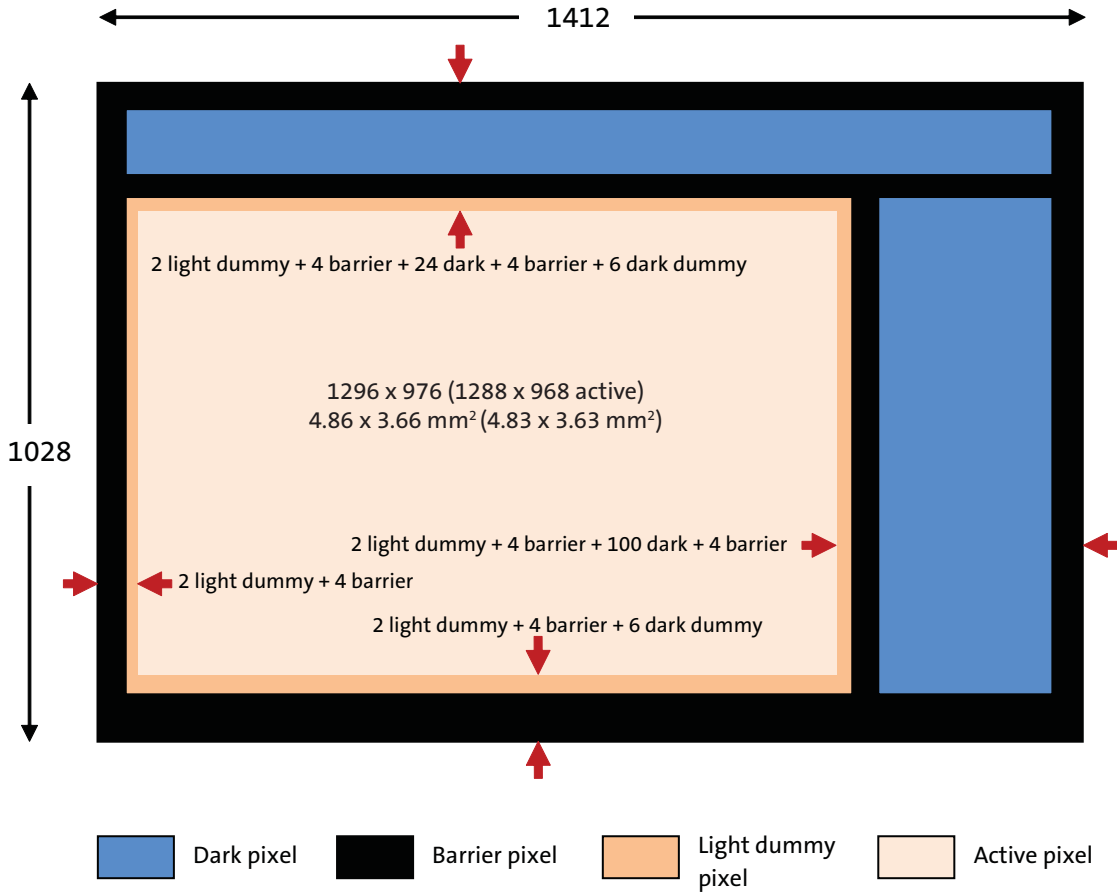 1412
2 light dummy + 4 barrier + 24 dark + 4 barrier + 6 dark dummy
1296 x 976 (1288 x 968 active)
4.86 x 3.66 mm² (4.83 x 3.63 mm²)
1028
2 light dummy + 4 barrier + 100 dark + 4 barrier
2 light dummy + 4 barrier
2 light dummy + 4 barrier + 6 dark dummy
Dark pixel
Barrier pixel
Light dummy
pixel
Active pixel